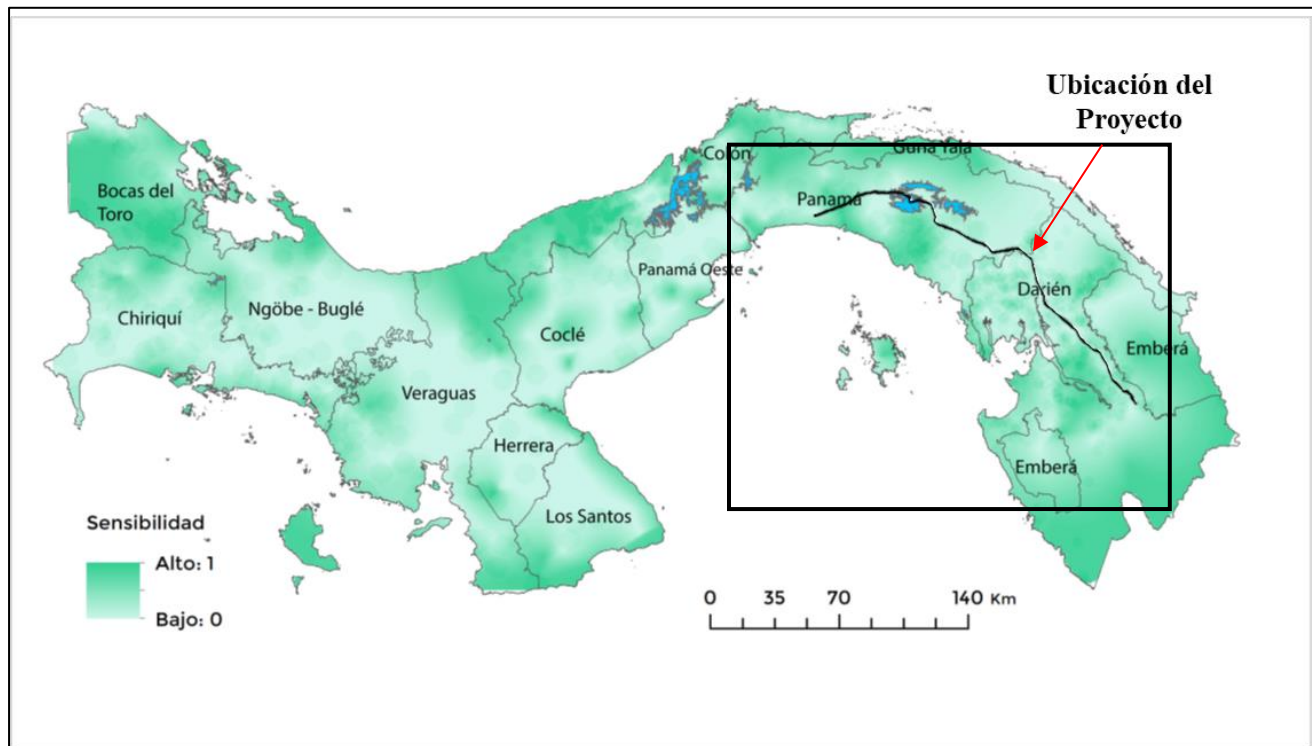 Ubicación del
Proyecto
Colón
Guna Yala
Bocas del
Toro
Panamá
Panamá Oeste
Darién
Chiriquí
Ngöbe - Buglé
Coclé
Emberá
Veraguas
Herrera
Emberá
Los Santos
Sensibilidad
Alto: 1
Bajo: 0
0 35 70 140 Km